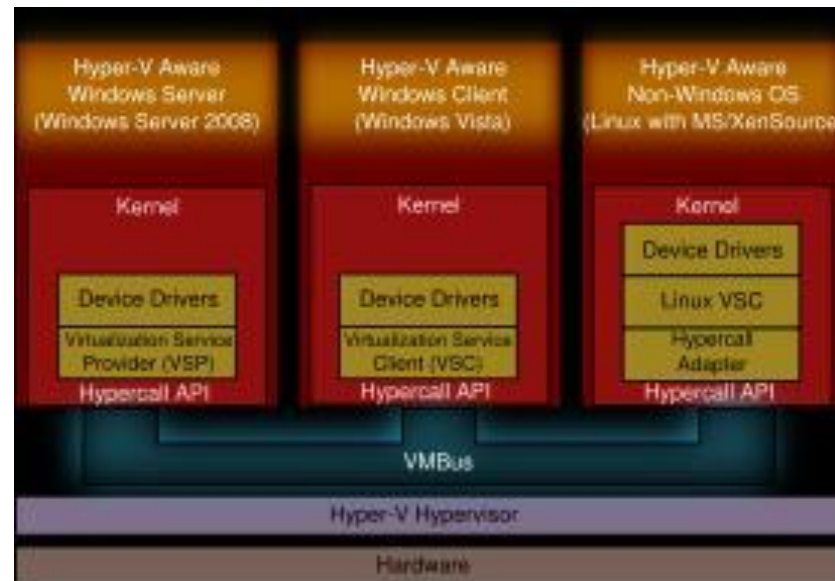 Hyper-V Aware
Windows Server
(Windows Server 2008)
Kernel
Device Drivers
Virtualization Service
Provider (VSP)
Hypercall API
Hyper-V Aware
Windows Client
(Windows Vista)
Kernel
Device Drivers
Virtualization Service
Client (VSC)
Hypercall API
Hyper-V Aware
Non-Windows OS
(Linux with MS/XenSource
Kernel
Device Drivers
Linux VSC
Hypercall
Adapter
Hypercall API
VMBus
Hyper-V Hypervisor
Hardware